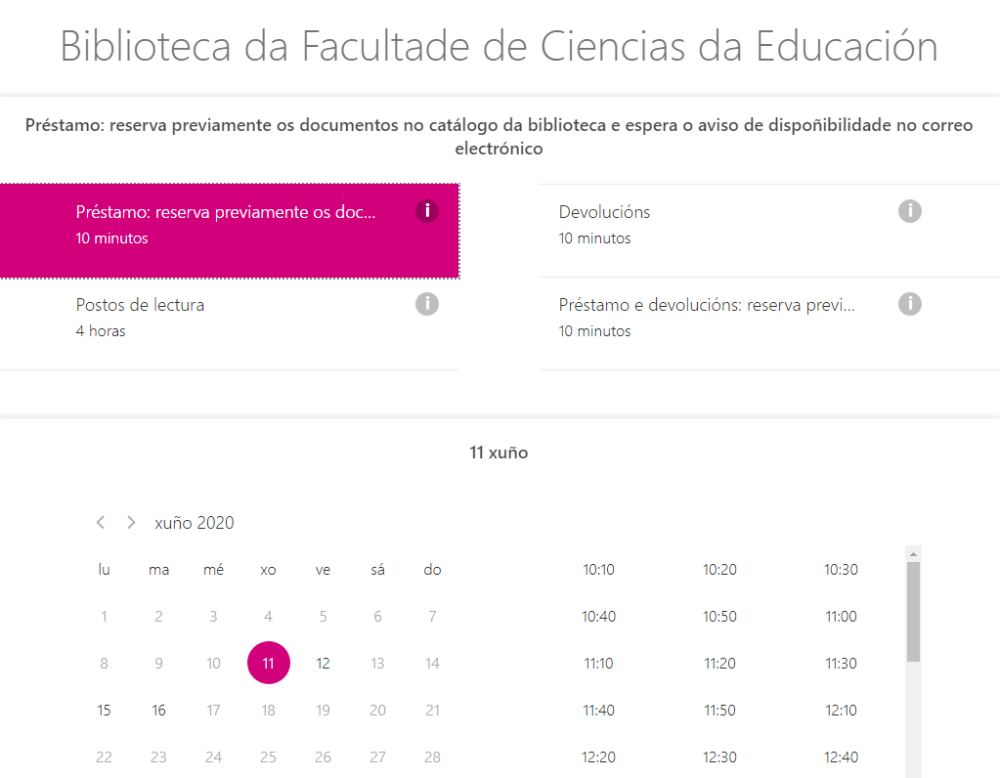 Biblioteca da Facultade de Ciencias da Educación
Préstamo: reserva previamente os documentos no catálogo da biblioteca e espera o aviso de dispoñibilidade no correo
electrónico
Préstamo: reserva previamente os doc...
10 minutos
Devolucións
10 minutos
Postos de lectura
4 horas
Préstamo e devolucións: reserva previ...
10 minutos
11 xuño
xuño 2020
lu ma mé xo ve sá do
1 2 3 4 5 6 7
8 9 10 11 12 13 14
15 16 17 18 19 20 21
22 23 24 25 26 27 28
10:10 10:20 10:30
10:40 10:50 11:00
11:10 11:20 11:30
11:40 11:50 12:10
12:20 12:30 12:40